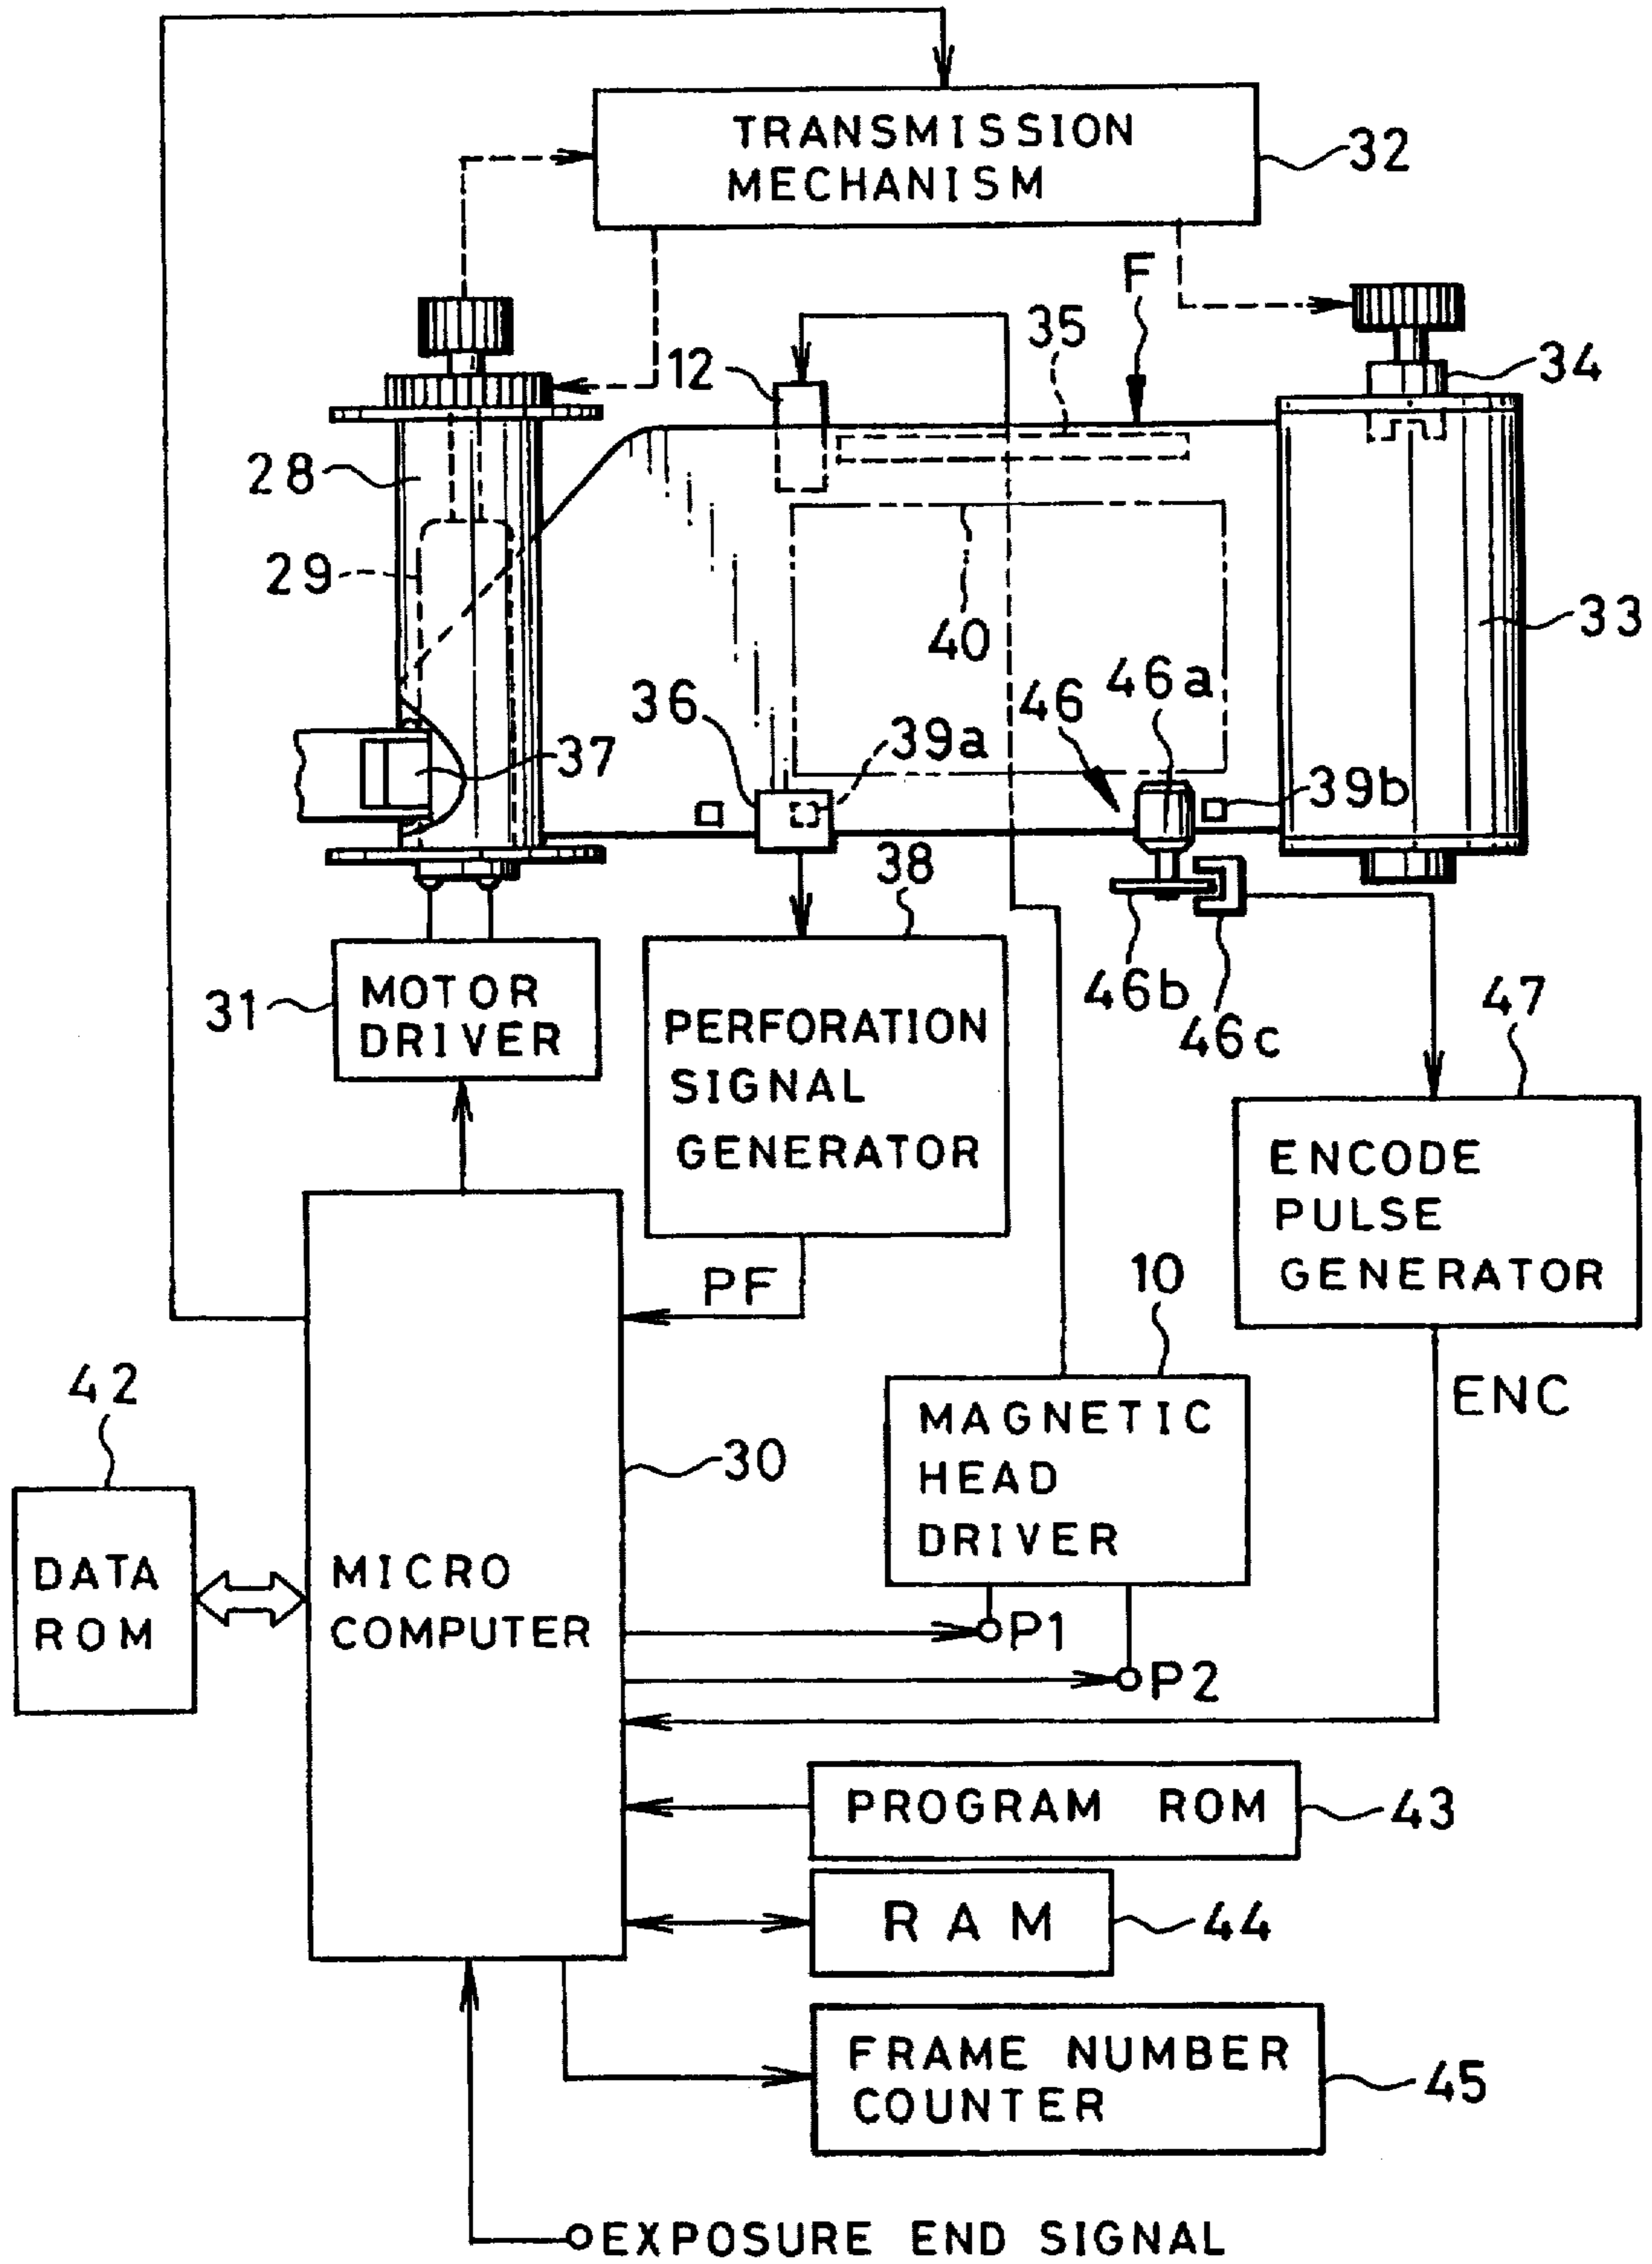 TRANSMISSION
MECHANISM
32
F
35
12
34
28
29
40
33
46a
46
36
39a
37
39b
38
31
MOTOR
DRIVER
46b
46c
47
PERFORATION
SIGNAL
GENERATOR
ENCODE
PULSE
GENERATOR
PF
10
42
ENC
MAGNETIC
HEAD
DRIVER
30
DATA
ROM
MICRO
COMPUTER
P1
P2
PROGRAM ROM
43
RAM
44
FRAME NUMBER
COUNTER
45
EXPOSURE END SIGNAL